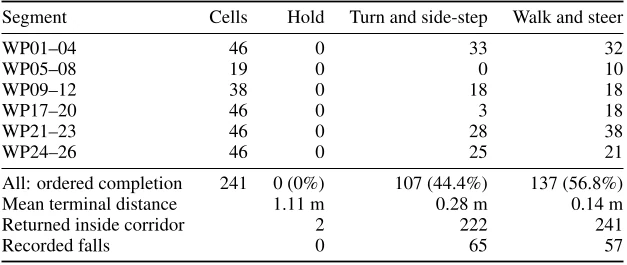 Segment Cells Hold Turn and side-step Walk and steer
WP01–04 46 0 33 32
WP05–08 19 0 0 10
WP09–12 38 0 18 18
WP17–20 46 0 3 18
WP21–23 46 0 28 38
WP24–26 46 0 25 21
All: ordered completion 241 0 (0%) 107 (44.4%) 137 (56.8%)
Mean terminal distance 1.11 m 0.28 m 0.14 m
Returned inside corridor 2 222 241
Recorded falls 0 65 57